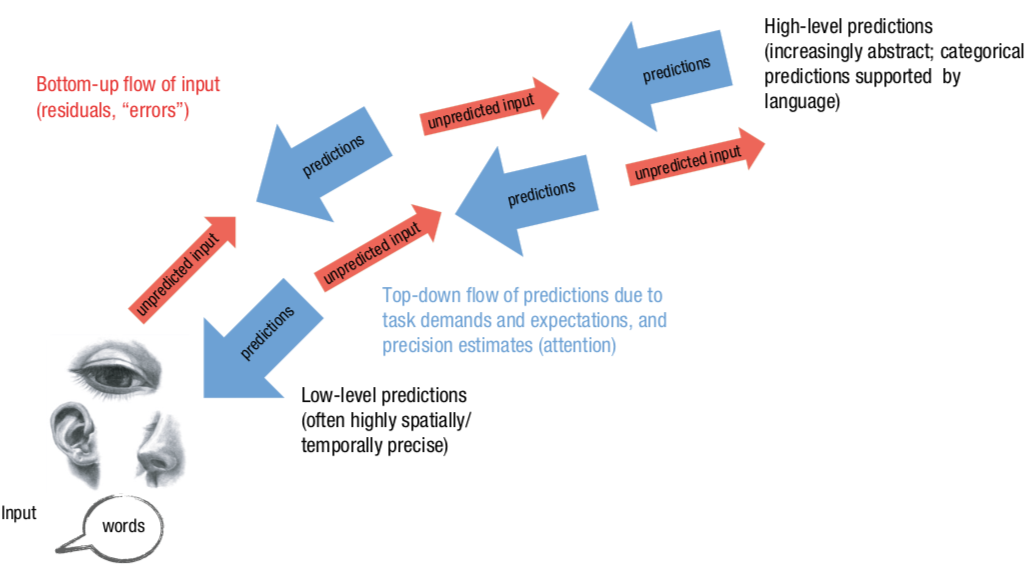 High-level predictions
(increasingly abstract; categorical
predictions supported by
language)
Bottom-up flow of input
(residuals, “errors”)
predictions
unpredicted input
predictions
unpredicted input
predictions
unpredicted input
unpredicted input
predictions
Top-down flow of predictions due to
task demands and expectations, and
precision estimates (attention)
Low-level predictions
(often highly spatially/
temporally precise)
Input
words